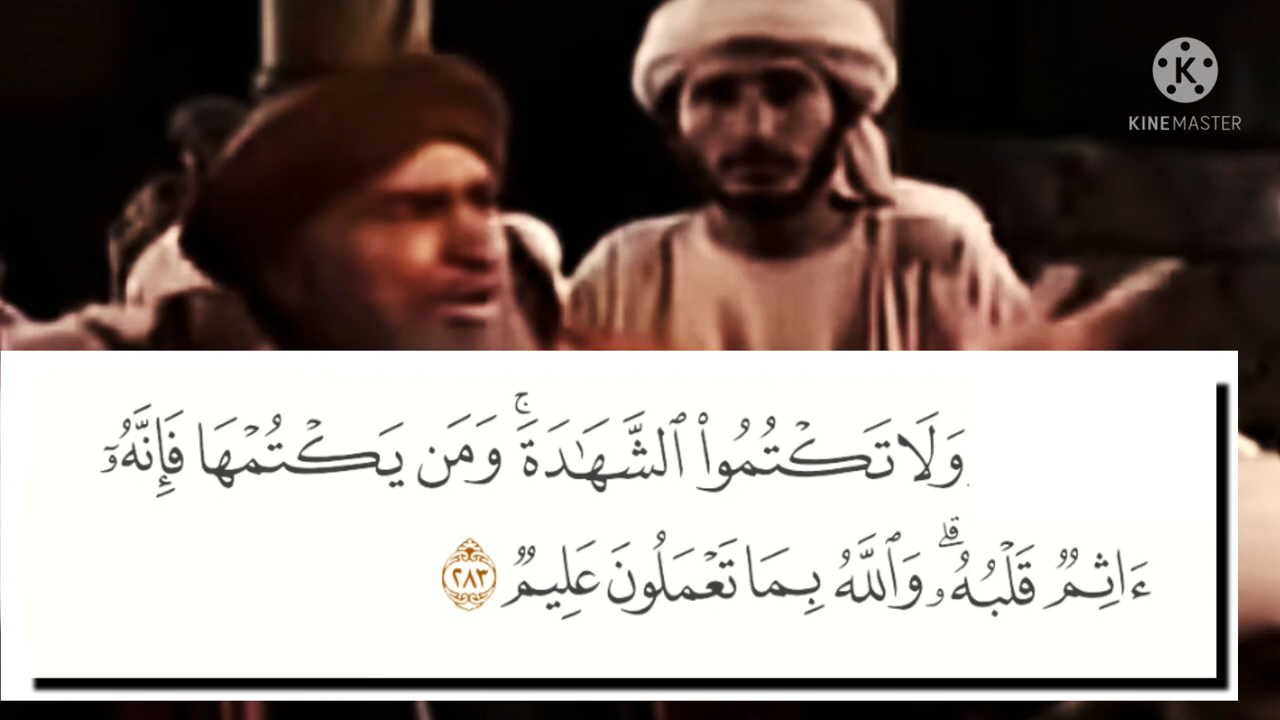 KINEMASTER
وَلَا تَكْتُمُوا۟ ٱلشَّهَـٰدَةَ ۚ وَمَن يَكْتُمْهَا فَإِنَّهُۥٓ
ءَاثِمٌ قَلْبُهُۥ ۗ وَٱللَّهُ بِمَا تَعْمَلُونَ عَلِيمٌ ٢٨٣